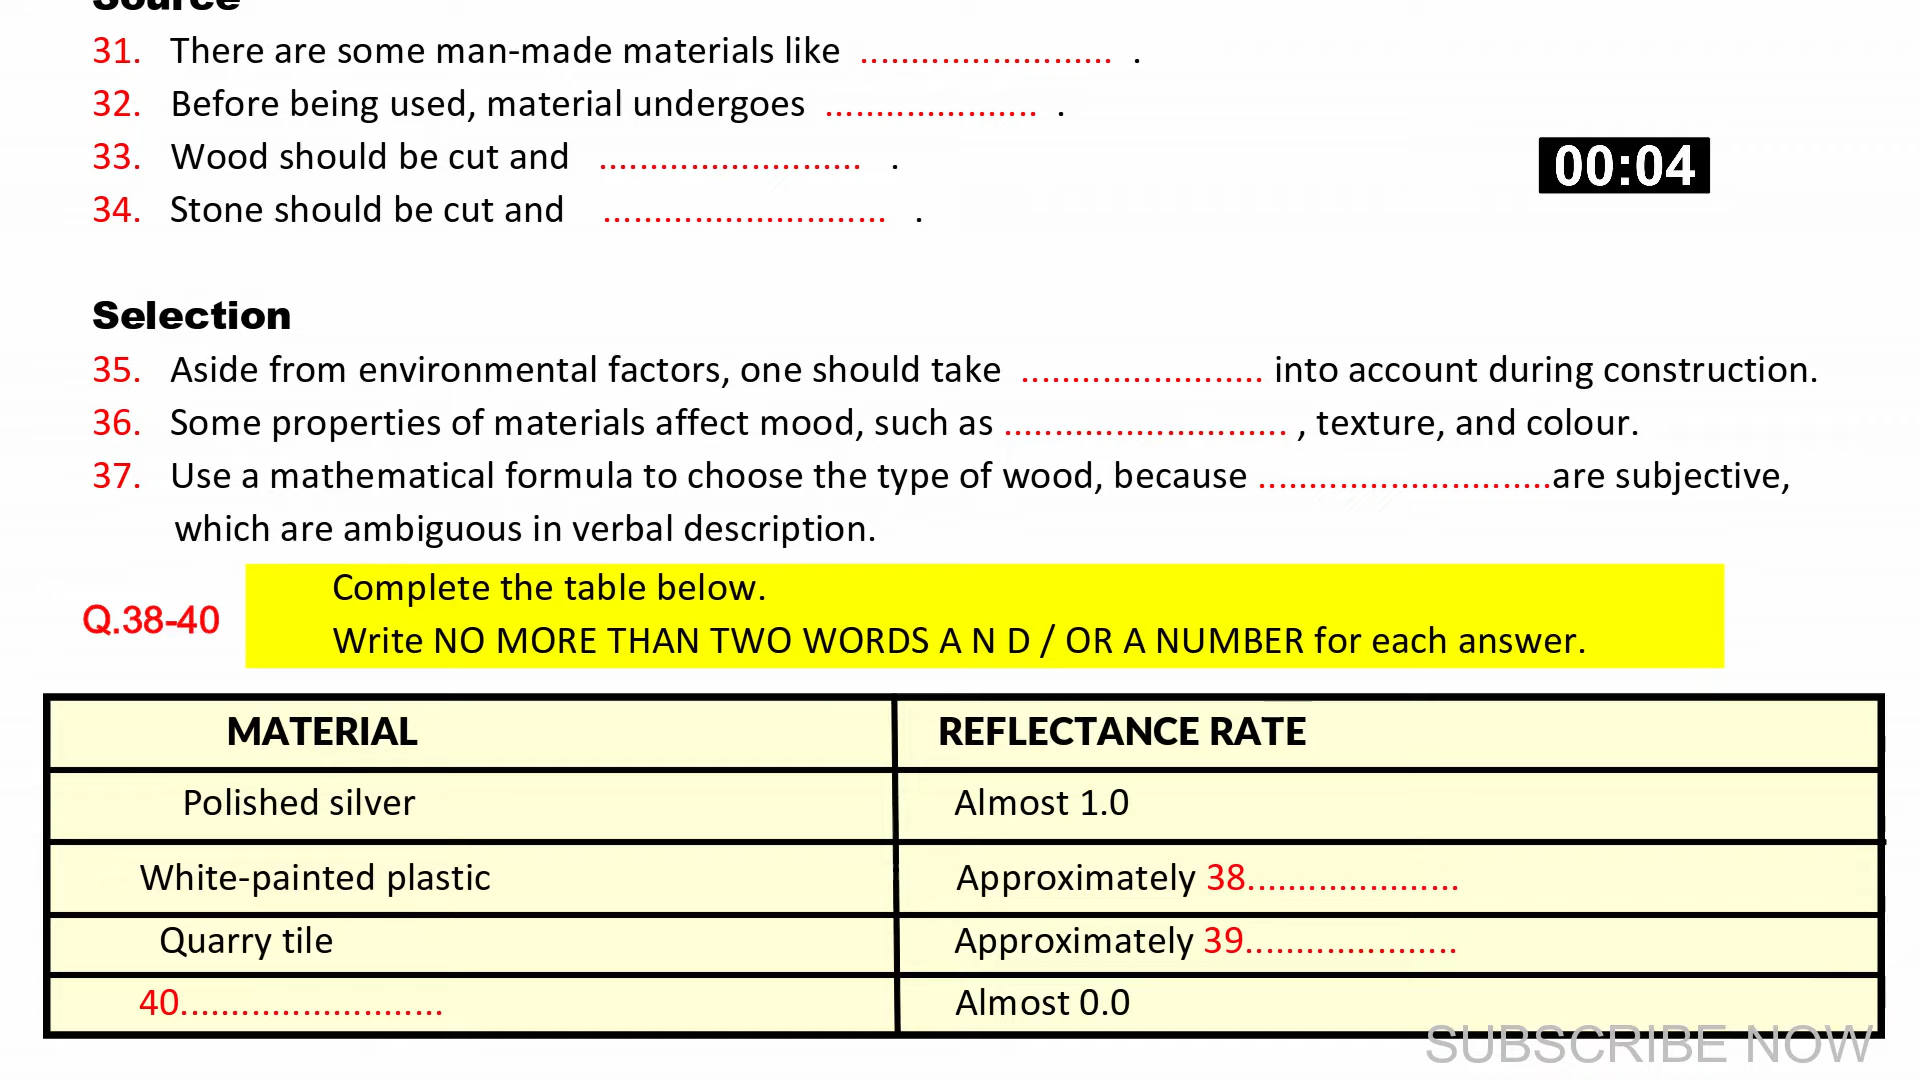 Source
31. There are some man-made materials like ........................ .
32. Before being used, material undergoes ..................... .
33. Wood should be cut and ......................... .
00:04
34. Stone should be cut and ........................... .
Selection
35. Aside from environmental factors, one should take ....................... into account during construction.
36. Some properties of materials affect mood, such as ........................... , texture, and colour.
37. Use a mathematical formula to choose the type of wood, because ............................are subjective,
which are ambiguous in verbal description.
Complete the table below.
Q.38-40
Write NO MORE THAN TWO WORDS A N D / OR A NUMBER for each answer.
MATERIAL REFLECTANCE RATE
Polished silver Almost 1.0
White-painted plastic Approximately 38.....................
Quarry tile Approximately 39.....................
40......................... Almost 0.0
SUBSCRIBE NOW